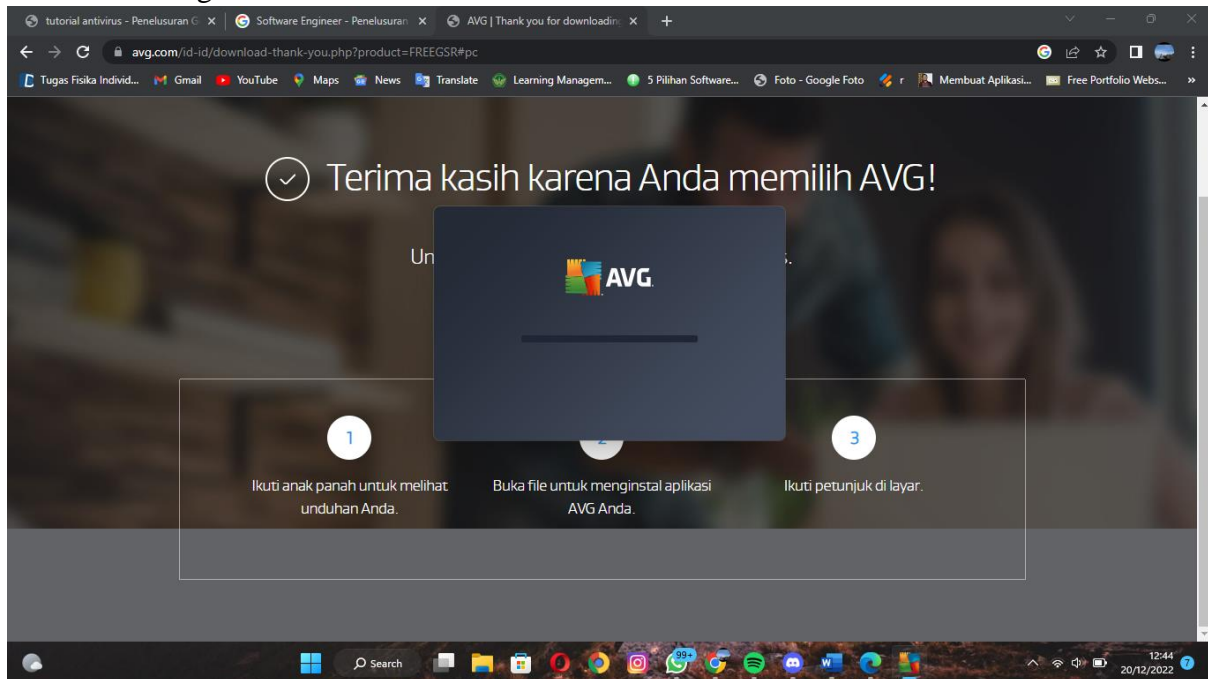 tutorial antivirus - Penelusuran G
Software Engineer - Penelusuran
AVG | Thank you for downloading
avg.com/id-id/download-thank-you.php?product=FREEGSR#pc
Tugas Fisika Individ...
Gmail
YouTube
Maps
News
Translate
Learning Managem...
5 Pilihan Software...
Foto - Google Foto
r
Membuat Aplikasi...
Free Portfolio Webs...
»
Terima kasih karena Anda memilih AVG!
Un
s.
AVG
1
2
3
Ikuti anak panah untuk melihat
unduhan Anda.
Buka file untuk menginstal aplikasi
AVG Anda.
Ikuti petunjuk di layar.
Search
99+
12:44
20/12/2022
7